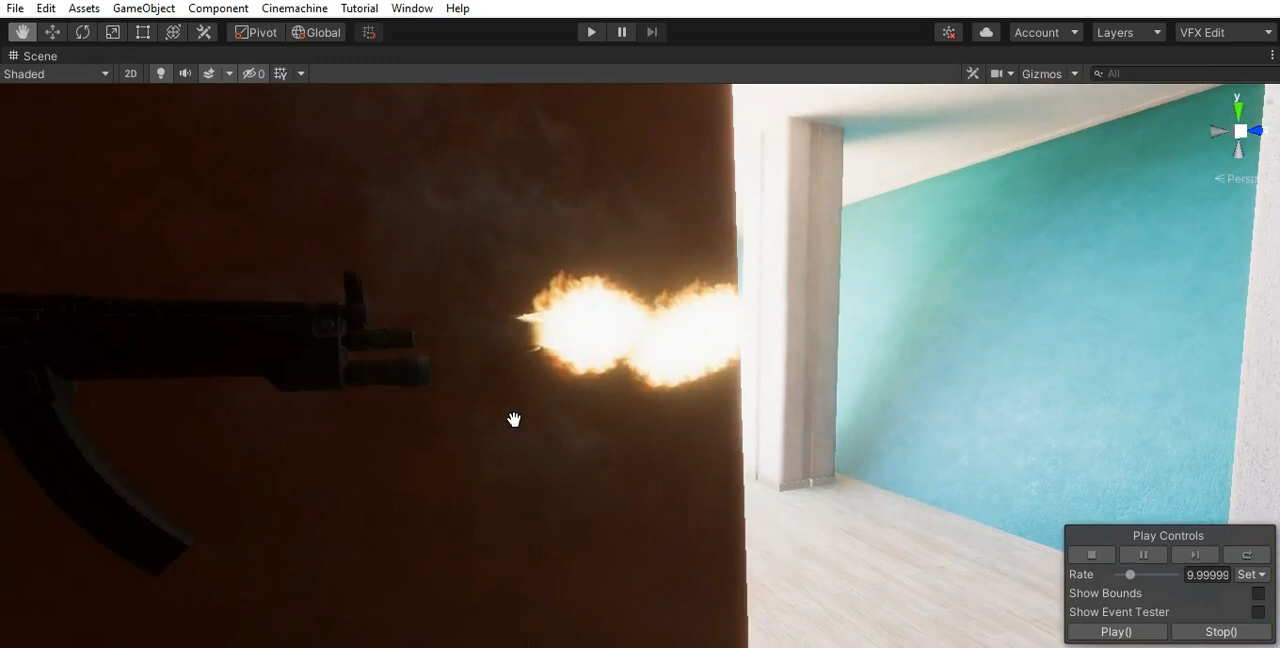 File Edit Assets GameObject Component Cinemachine Tutorial Window Help
Pivot Global Account Layers VFX Edit
Scene
Shaded 2D 0 Gizmos All
y
Persp
Play Controls
Rate 9.99999 Set
Show Bounds
Show Event Tester
Play() Stop()